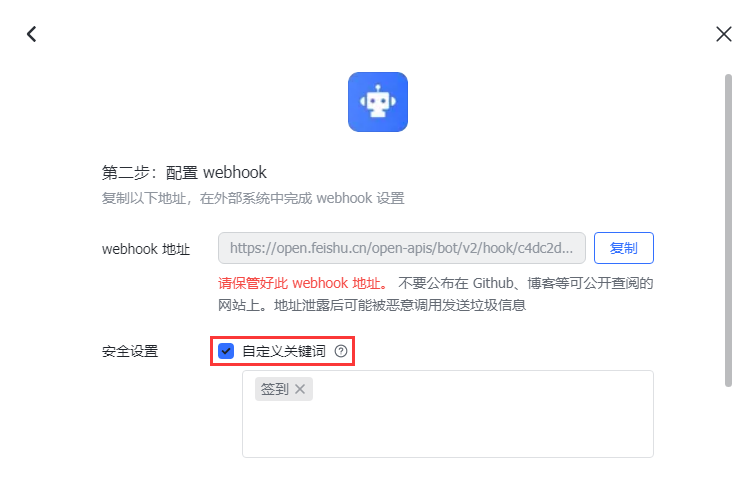 第二步：配置 webhook
复制以下地址，在外部系统中完成 webhook 设置
webhook 地址
https://open.feishu.cn/open-apis/bot/v2/hook/c4dc2d...
复制
请保管好此 webhook 地址。 不要公布在 Github、博客等可公开查阅的
网站上。地址泄露后可能被恶意调用发送垃圾信息
安全设置
自定义关键词
签到